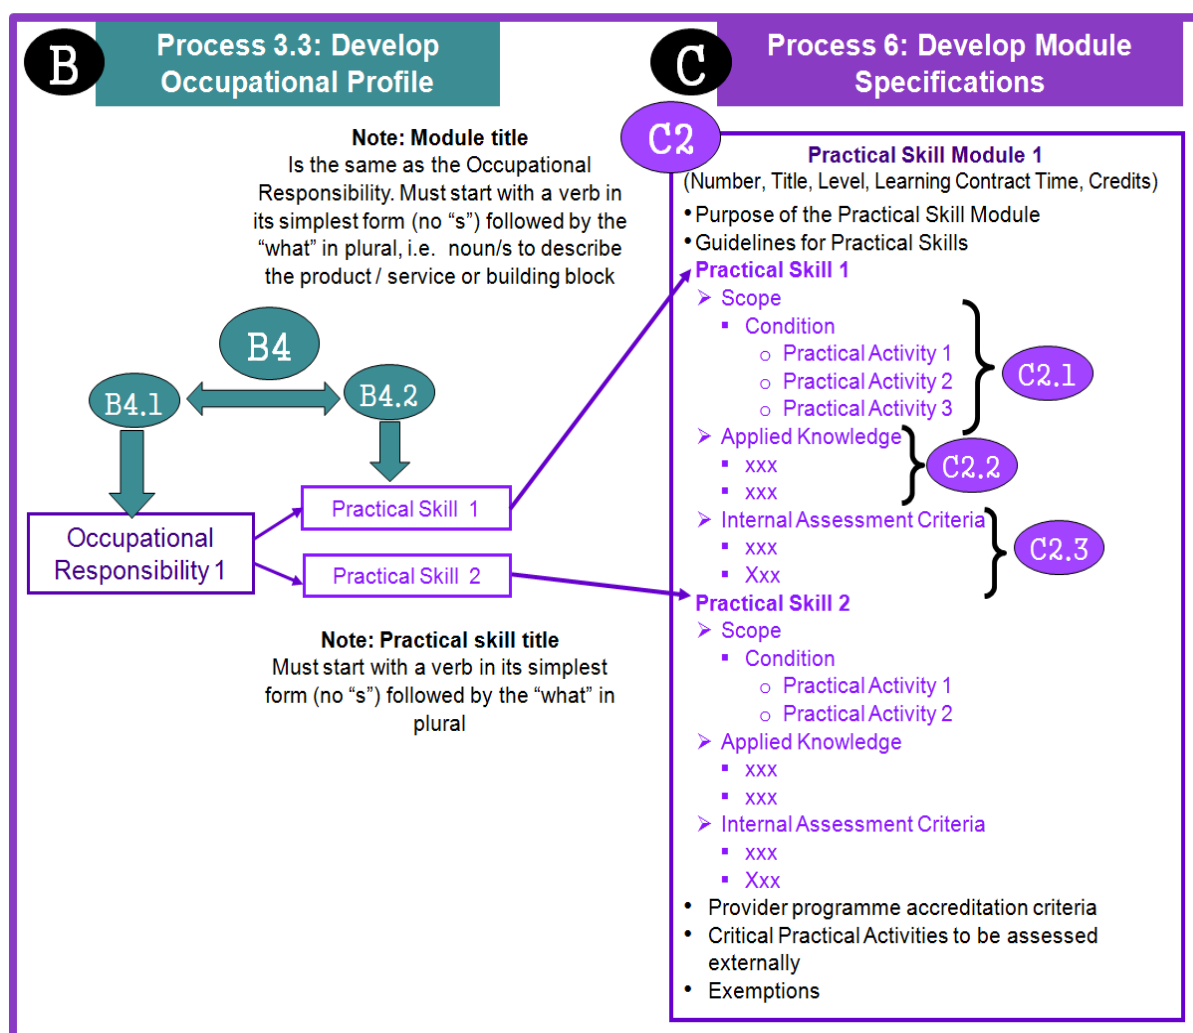 B
Process 3.3: Develop
Occupational Profile
C
Process 6: Develop Module
Specifications
Note: Module title
Is the same as the Occupational
Responsibility. Must start with a verb in
its simplest form (no “s”) followed by the
“what” in plural, i.e. noun/s to describe
the product / service or building block
B4
B4.1
B4.2
Occupational
Responsibility 1
Practical Skill 1
Practical Skill 2
Note: Practical skill title
Must start with a verb in its simplest
form (no “s”) followed by the “what” in
plural
C2
Practical Skill Module 1
(Number, Title, Level, Learning Contract Time, Credits)
• Purpose of the Practical Skill Module
• Guidelines for Practical Skills
Practical Skill 1
➢ Scope
▪ Condition
o Practical Activity 1
o Practical Activity 2
o Practical Activity 3
C2.1
➢ Applied Knowledge
▪ xxx
▪ xxx
C2.2
➢ Internal Assessment Criteria
▪ xxx
▪ Xxx
C2.3
Practical Skill 2
➢ Scope
▪ Condition
o Practical Activity 1
o Practical Activity 2
➢ Applied Knowledge
▪ xxx
▪ xxx
➢ Internal Assessment Criteria
▪ xxx
▪ Xxx
• Provider programme accreditation criteria
• Critical Practical Activities to be assessed
externally
• Exemptions